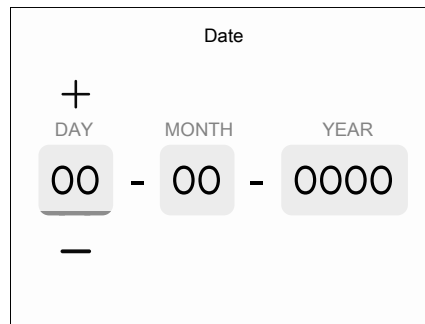 Date
+
DAY MONTH YEAR
00 - 00 - 0000
—